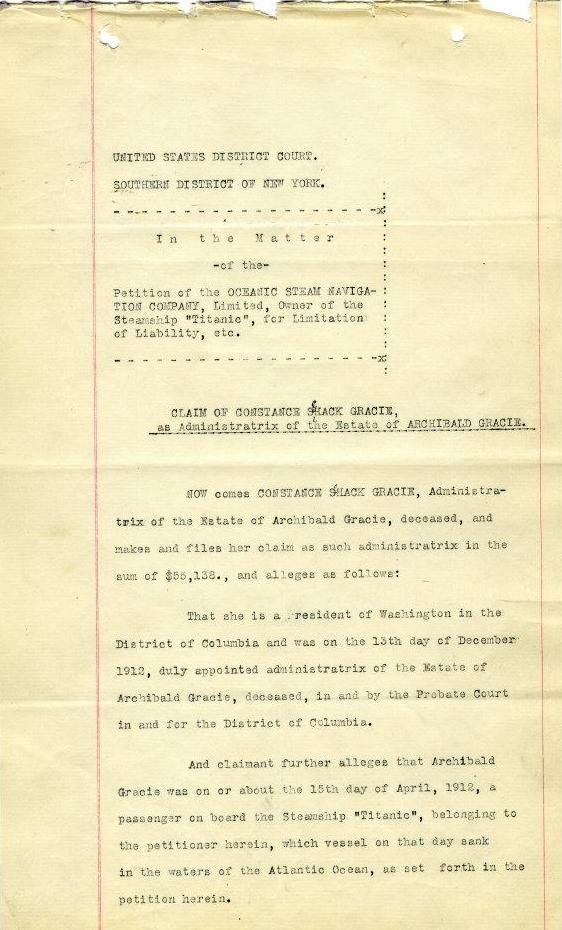 UNITED STATES DISTRICT COURT.
SOUTHERN DISTRICT OF NEW YORK.
- - - - - - - - - - - - - - - - - - - -x
In the Matter
-of the-
Petition of the OCEANIC STEAM NAVIGA-
TION COMPANY, Limited, Owner of the
Steamship "Titanic", for Limitation
of Liability, etc.
- - - - - - - - - - - - - - - - - - - -x
CLAIM OF CONSTANCE SHACK GRACIE,
as Administratrix of the Estate of ARCHIBALD GRACIE.
NOW comes CONSTANCE SHACK GRACIE, Administra-
trix of the Estate of Archibald Gracie, deceased, and
makes and files her claim as such administratrix in the
sum of $55,138., and alleges as follows:
That she is a resident of Washington in the
District of Columbia and was on the 13th day of December
1912, duly appointed administratrix of the Estate of
Archibald Gracie, deceased, in and by the Probate Court
in and for the District of Columbia.
And claimant further alleges that Archibald
Gracie was on or about the 15th day of April, 1912, a
passenger on board the Steamship "Titanic", belonging to
the petitioner herein, which vessel on that day sank
in the waters of the Atlantic Ocean, as set forth in the
petition herein.